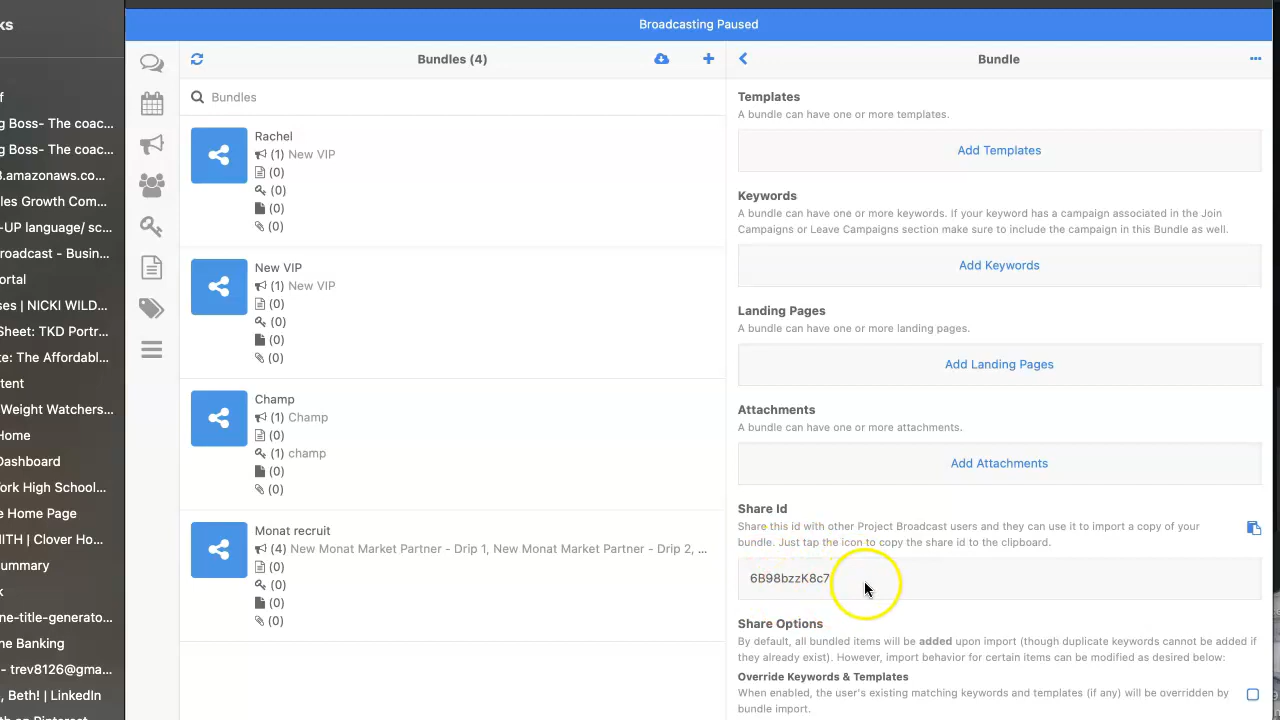 ks
f
g Boss- The coac...
g Boss- The coac...
3.amazonaws.co...
les Growth Com...
-UP language/ sc...
roadcast - Busin...
ortal
ses | NICKI WILD...
Sheet: TKD Portr...
te: The Affordabl...
tent
Weight Watchers...
Home
Dashboard
ork High School...
e Home Page
MITH | Clover Ho...
ummary
k
ne-title-generato...
ne Banking
- trev8126@gma...
, Beth! | LinkedIn
th on Pinterest
Broadcasting Paused
Bundles (4)
Bundles
Rachel
(1) New VIP
(0)
(0)
(0)
(0)
New VIP
(1) New VIP
(0)
(0)
(0)
(0)
Champ
(1) Champ
(0)
(1) champ
(0)
(0)
Monat recruit
(4) New Monat Market Partner - Drip 1, New Monat Market Partner - Drip 2, ...
(0)
(0)
(0)
(0)
Bundle
Templates
A bundle can have one or more templates.
Add Templates
Keywords
A bundle can have one or more keywords. If your keyword has a campaign associated in the Join
Campaigns or Leave Campaigns section make sure to include the campaign in this Bundle as well.
Add Keywords
Landing Pages
A bundle can have one or more landing pages.
Add Landing Pages
Attachments
A bundle can have one or more attachments.
Add Attachments
Share Id
Share this id with other Project Broadcast users and they can use it to import a copy of your
bundle. Just tap the icon to copy the share id to the clipboard.
6B98bzzK8c7
Share Options
By default, all bundled items will be added upon import (though duplicate keywords cannot be added if
they already exist). However, import behavior for certain items can be modified as desired below:
Override Keywords & Templates
When enabled, the user's existing matching keywords and templates (if any) will be overridden by
bundle import.